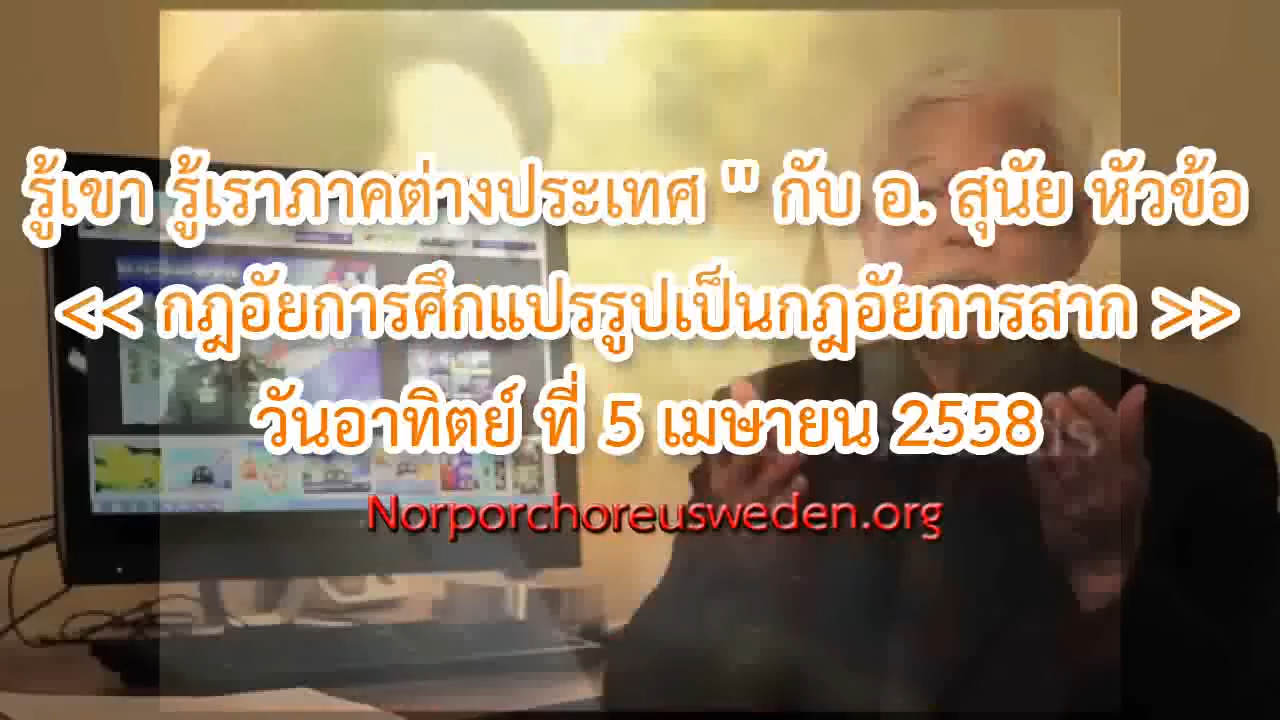 รู้เขา รู้เราภาคต่างประเทศ " กับ อ. สุนัย หัวข้อ
<< กฎอัยการศึกแปรรูปเป็นกฎอัยการสาก >>
วันอาทิตย์ ที่ 5 เมษายน 2558
Norporchoreusweden.org